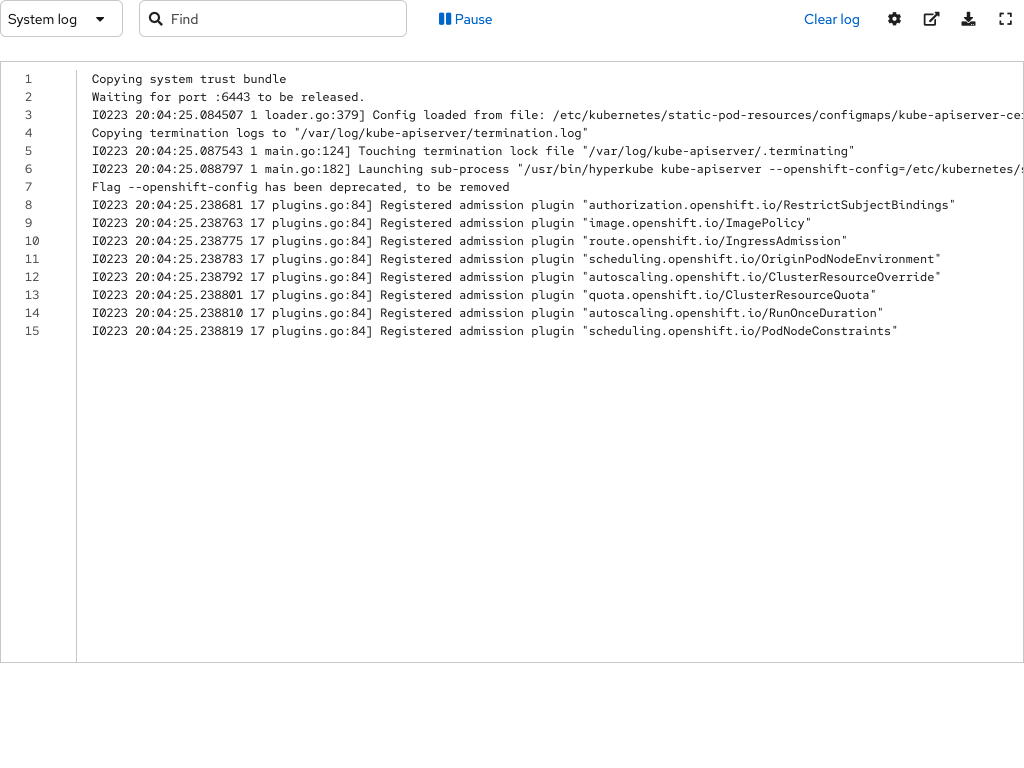 System log
Find
Pause
Clear log
1 Copying system trust bundle
2 Waiting for port :6443 to be released.
3 I0223 20:04:25.084507 1 loader.go:379] Config loaded from file: /etc/kubernetes/static-pod-resources/configmaps/kube-apiserver-ce
4 Copying termination logs to "/var/log/kube-apiserver/termination.log"
5 I0223 20:04:25.087543 1 main.go:124] Touching termination lock file "/var/log/kube-apiserver/.terminating"
6 I0223 20:04:25.088797 1 main.go:182] Launching sub-process "/usr/bin/hyperkube kube-apiserver --openshift-config=/etc/kubernetes/
7 Flag --openshift-config has been deprecated, to be removed
8 I0223 20:04:25.238681 17 plugins.go:84] Registered admission plugin "authorization.openshift.io/RestrictSubjectBindings"
9 I0223 20:04:25.238763 17 plugins.go:84] Registered admission plugin "image.openshift.io/ImagePolicy"
10 I0223 20:04:25.238775 17 plugins.go:84] Registered admission plugin "route.openshift.io/IngressAdmission"
11 I0223 20:04:25.238783 17 plugins.go:84] Registered admission plugin "scheduling.openshift.io/OriginPodNodeEnvironment"
12 I0223 20:04:25.238792 17 plugins.go:84] Registered admission plugin "autoscaling.openshift.io/ClusterResourceOverride"
13 I0223 20:04:25.238801 17 plugins.go:84] Registered admission plugin "quota.openshift.io/ClusterResourceQuota"
14 I0223 20:04:25.238810 17 plugins.go:84] Registered admission plugin "autoscaling.openshift.io/RunOnceDuration"
15 I0223 20:04:25.238819 17 plugins.go:84] Registered admission plugin "scheduling.openshift.io/PodNodeConstraints"